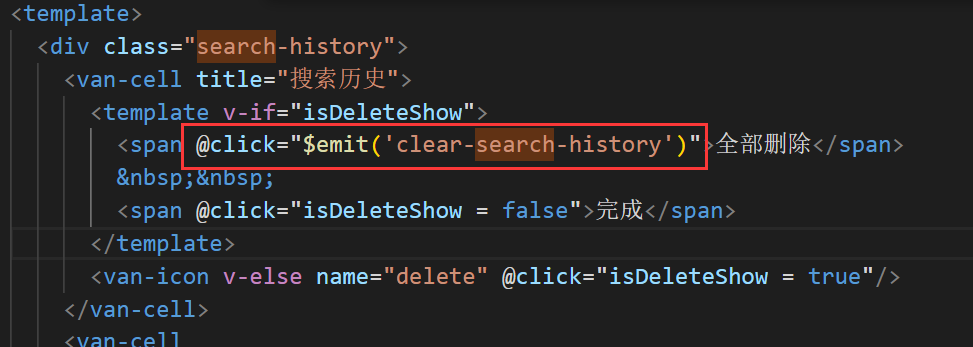 <template>
<div class="search-history">
<van-cell title="搜索历史">
<template v-if="isDeleteShow">
<span @click="$emit('clear-search-history')">全部删除</span>
&nbsp;&nbsp;
<span @click="isDeleteShow = false">完成</span>
</template>
<van-icon v-else name="delete" @click="isDeleteShow = true"/>
</van-cell>
<van-cell